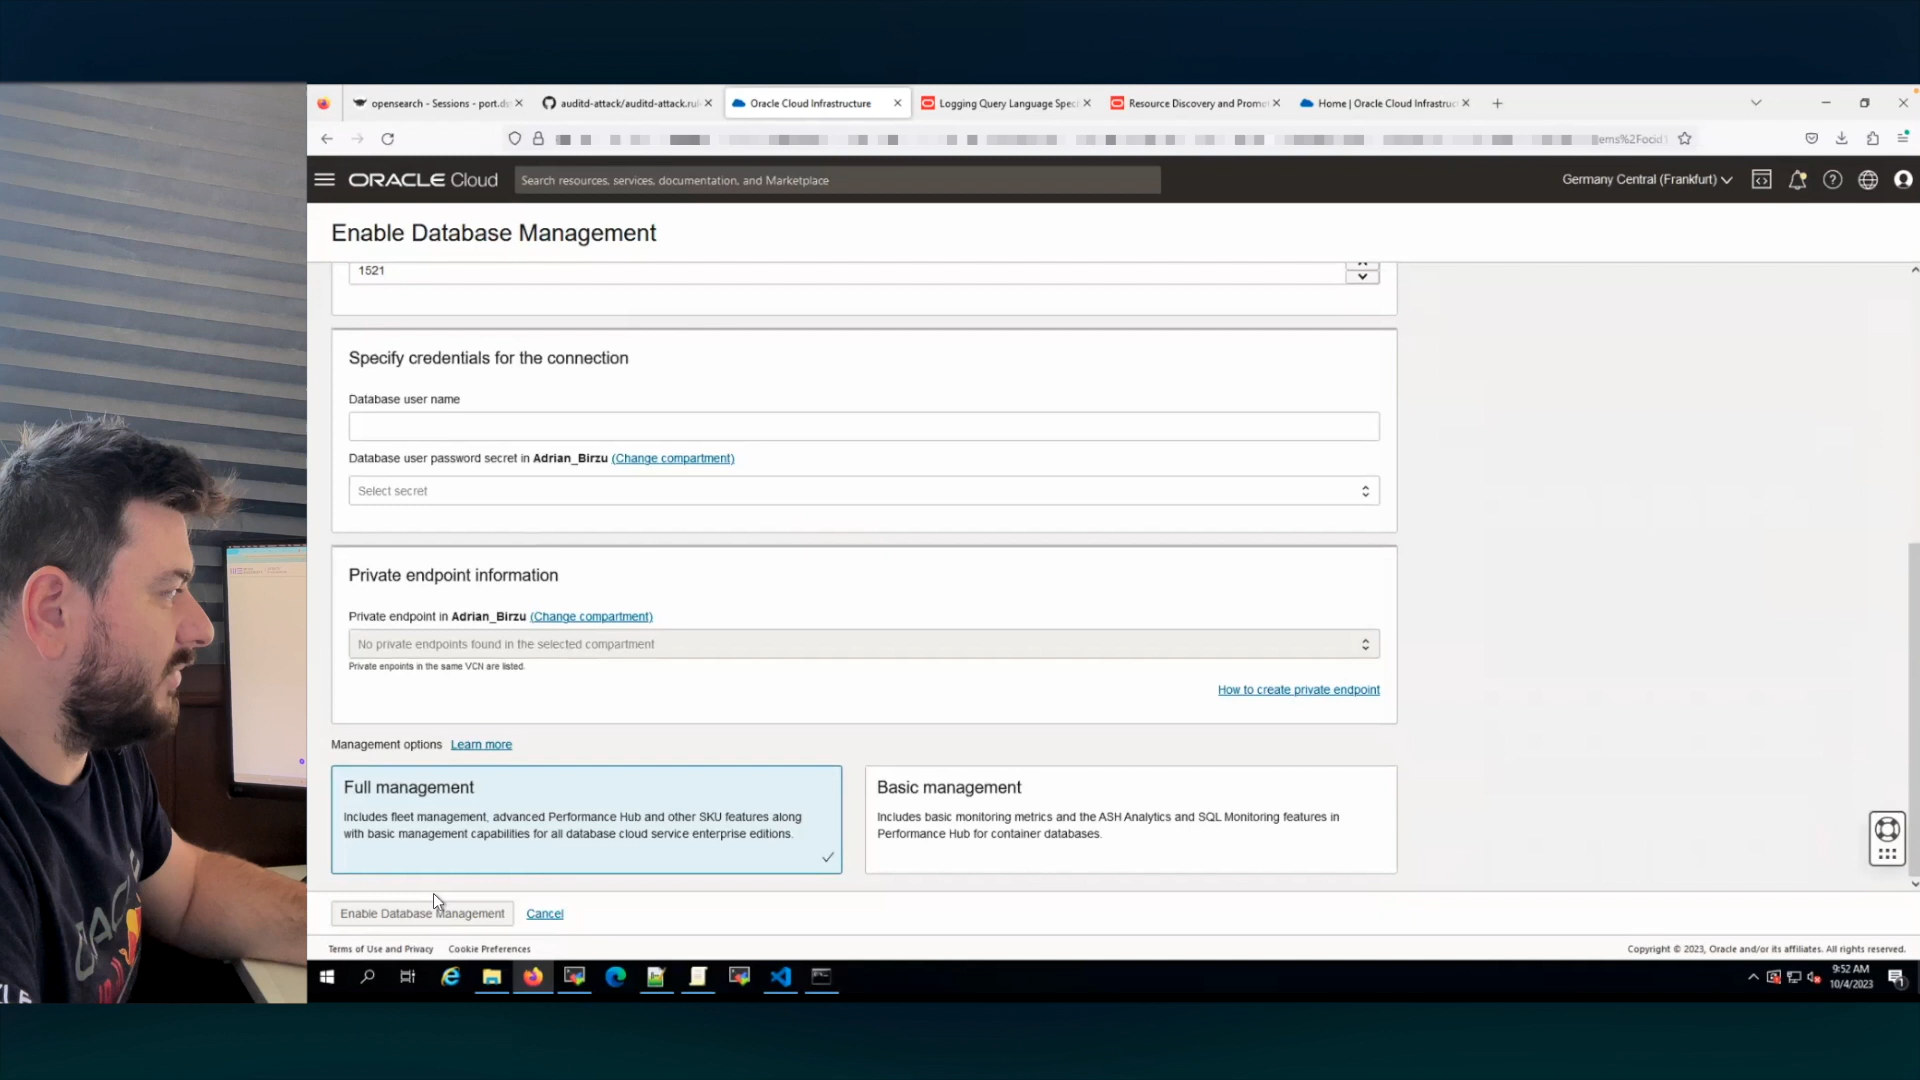 opensearch - Sessions - port.ds
auditd-attack/auditd-attack.rul
Oracle Cloud Infrastructure
Logging Query Language Speci
Resource Discovery and Promot
Home | Oracle Cloud Infrastruct
ems%2Focid1
ORACLE Cloud
Search resources, services, documentation, and Marketplace
Germany Central (Frankfurt)
Enable Database Management
1521
Specify credentials for the connection
Database user name
Database user password secret in Adrian_Birzu (Change compartment)
Select secret
Private endpoint information
Private endpoint in Adrian_Birzu (Change compartment)
No private endpoints found in the selected compartment
Private enpoints in the same VCN are listed.
How to create private endpoint
Management options Learn more
Full management
Includes fleet management, advanced Performance Hub and other SKU features along
with basic management capabilities for all database cloud service enterprise editions.
Basic management
Includes basic monitoring metrics and the ASH Analytics and SQL Monitoring features in
Performance Hub for container databases.
Enable Database Management
Cancel
Terms of Use and Privacy
Cookie Preferences
Copyright © 2023, Oracle and/or its affiliates. All rights reserved.
9:52 AM
10/4/2023
1